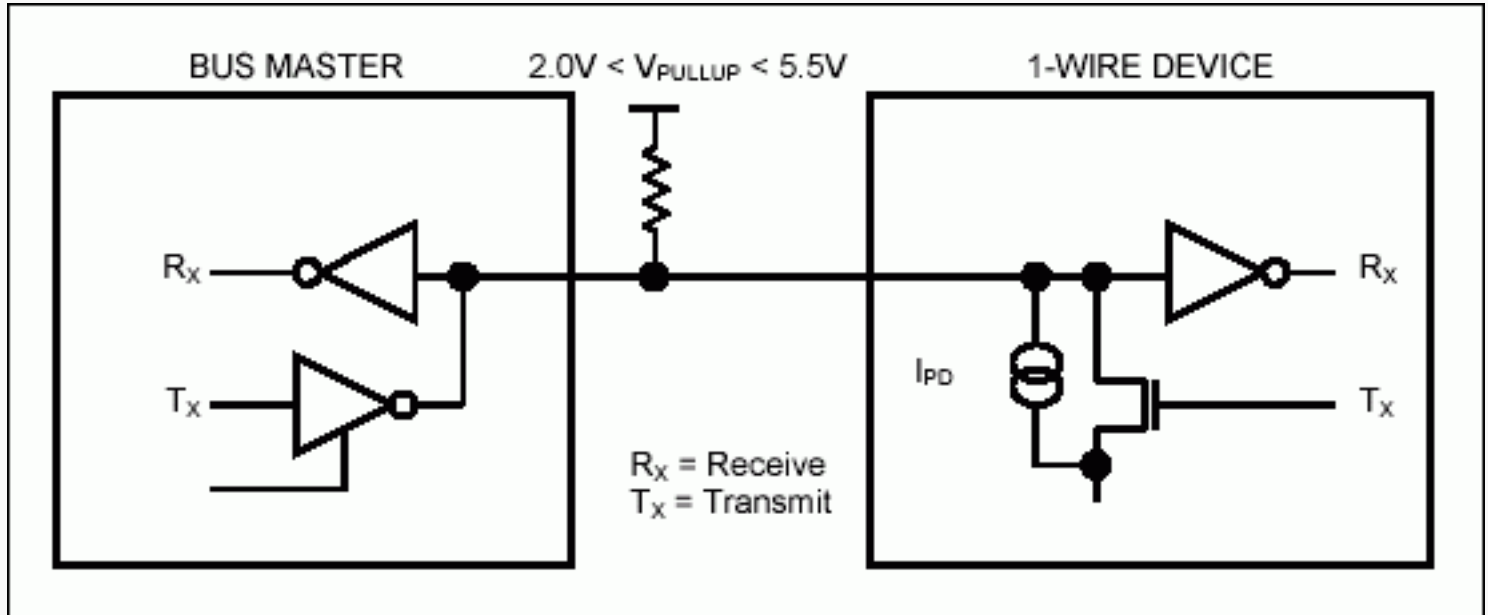 BUS MASTER
2.0V < VPULLUP < 5.5V
1-WIRE DEVICE
RX
RX
TX
IPD
TX
RX = Receive
TX = Transmit